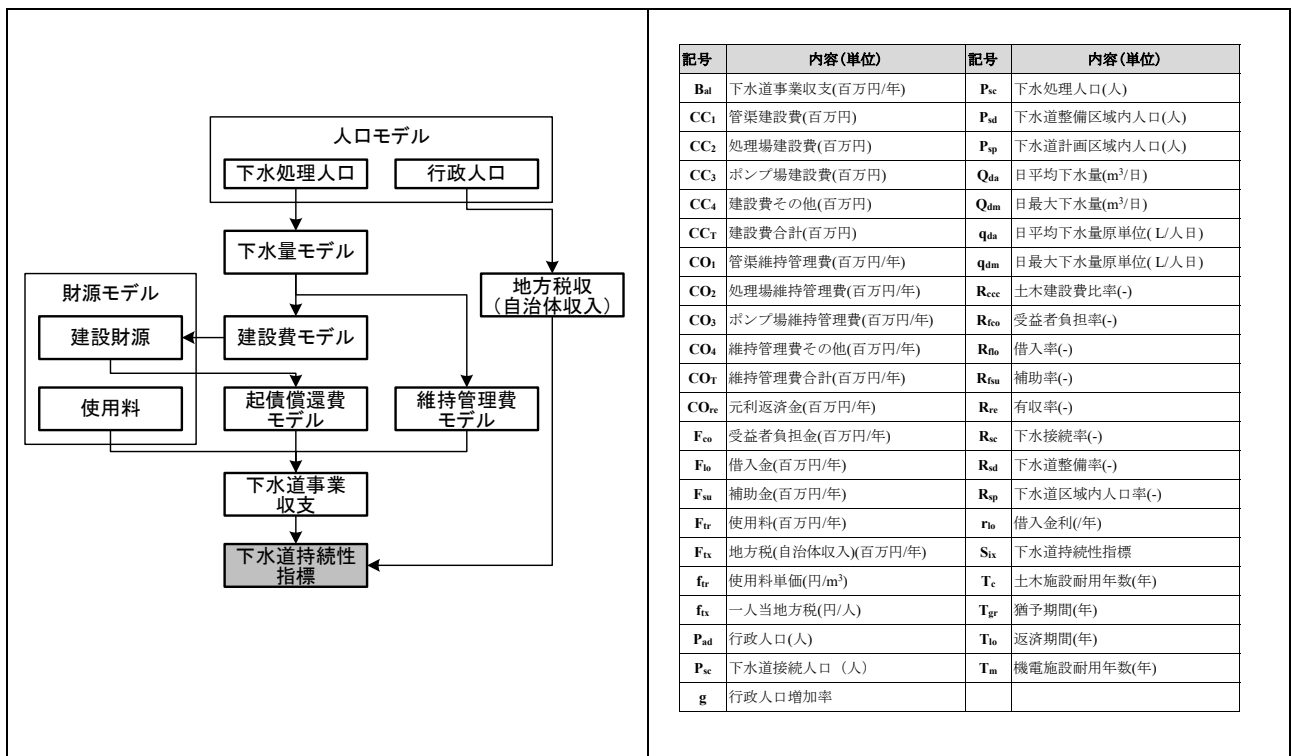 人口モデル
下水処理人口
行政人口
下水量モデル
財源モデル
地方税収
（自治体収入）
建設財源
建設費モデル
使用料
起債償還費
モデル
維持管理費
モデル
下水道事業
収支
下水道持続性
指標
記号 内容(単位) 記号 内容(単位)
Bal 下水道事業収支(百万円/年) Psc 下水処理人口(人)
CC1 管渠建設費(百万円) Psd 下水道整備区域内人口(人)
CC2 処理場建設費(百万円) Psp 下水道計画区域内人口(人)
CC3 ポンプ場建設費(百万円) Qda 日平均下水量(m³/日)
CC4 建設費その他(百万円) Qdm 日最大下水量(m³/日)
CCT 建設費合計(百万円) qda 日平均下水量原単位( L/人日)
CO1 管渠維持管理費(百万円/年) qdm 日最大下水量原単位( L/人日)
CO2 処理場維持管理費(百万円/年) Rccc 土木建設費比率(-)
CO3 ポンプ場維持管理費(百万円/年) Rfco 受益者負担率(-)
CO4 維持管理費その他(百万円/年) Rflo 借入率(-)
COT 維持管理費合計(百万円/年) Rfsu 補助率(-)
COre 元利返済金(百万円/年) Rre 有収率(-)
Fco 受益者負担金(百万円/年) Rsc 下水接続率(-)
Flo 借入金(百万円/年) Rsd 下水道整備率(-)
Fsu 補助金(百万円/年) Rsp 下水道区域内人口率(-)
Ftr 使用料(百万円/年) rlo 借入金利(/年)
Ftx 地方税(自治体収入)(百万円/年) Six 下水道持続性指標
ftr 使用料単価(円/m³) Tc 土木施設耐用年数(年)
ftx 一人当地方税(円/人) Tgr 猶予期間(年)
Pad 行政人口(人) Tlo 返済期間(年)
Psc 下水道接続人口（人） Tm 機電施設耐用年数(年)
g 行政人口増加率